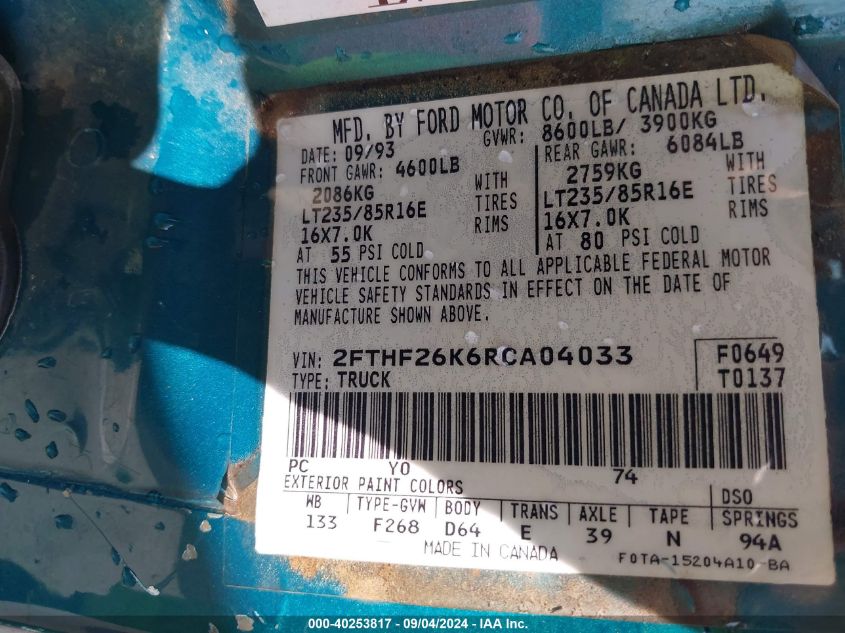 MFD. BY FORD MOTOR CO. OF CANADA LTD.
DATE: 09/93 GVWR: 8600LB/ 3900KG
FRONT GAWR: 4600LB REAR GAWR: 6084LB
2086KG WITH 2759KG WITH
LT235/85R16E TIRES LT235/85R16E TIRES
16X7.0K RIMS 16X7.0K RIMS
AT 55 PSI COLD AT 80 PSI COLD
THIS VEHICLE CONFORMS TO ALL APPLICABLE FEDERAL MOTOR
VEHICLE SAFETY STANDARDS IN EFFECT ON THE DATE OF
MANUFACTURE SHOWN ABOVE.
VIN: 2FTHF26K6RCA04033 F0649
TYPE: TRUCK T0137
PC YO 74
EXTERIOR PAINT COLORS DSO
WB TYPE-GVW BODY TRANS AXLE TAPE SPRINGS
133 F268 D64 E 39 N 94A
MADE IN CANADA F0TA-15204A10-BA
000-40253817 - 09/04/2024 - IAA Inc.